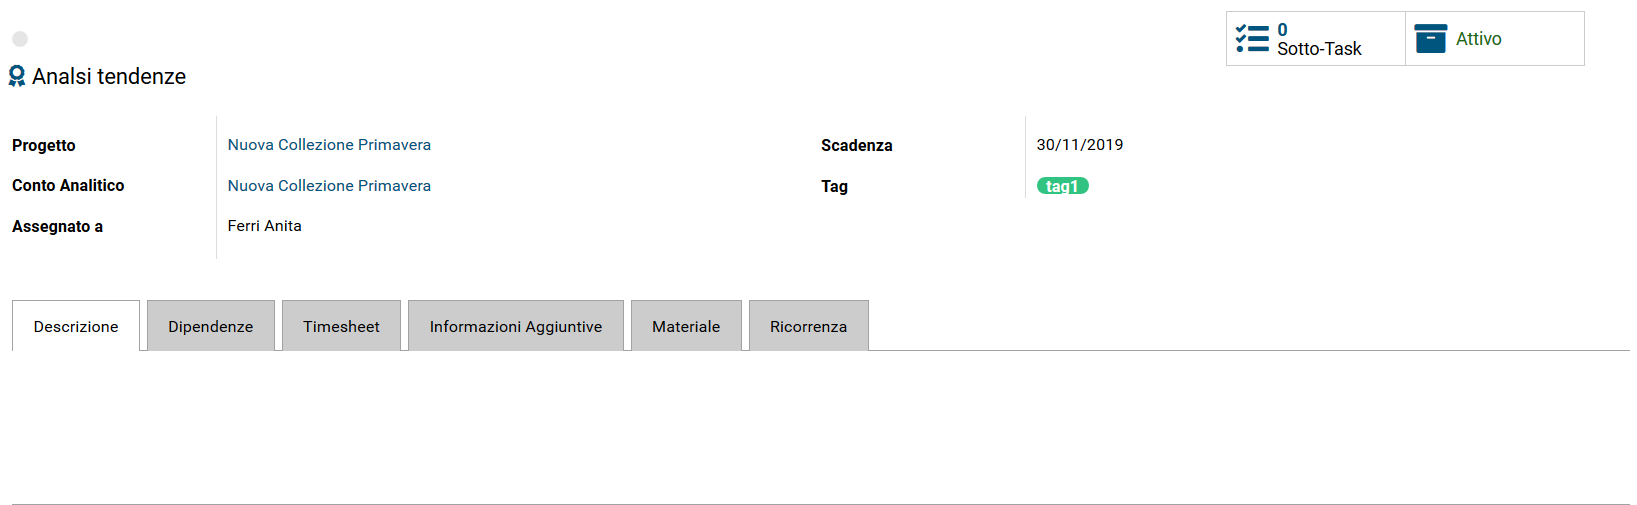 0
Sotto-Task
Attivo
Analsi tendenze
Progetto Nuova Collezione Primavera Scadenza 30/11/2019
Conto Analitico Nuova Collezione Primavera Tag tag1
Assegnato a Ferri Anita
Descrizione Dipendenze Timesheet Informazioni Aggiuntive Materiale Ricorrenza